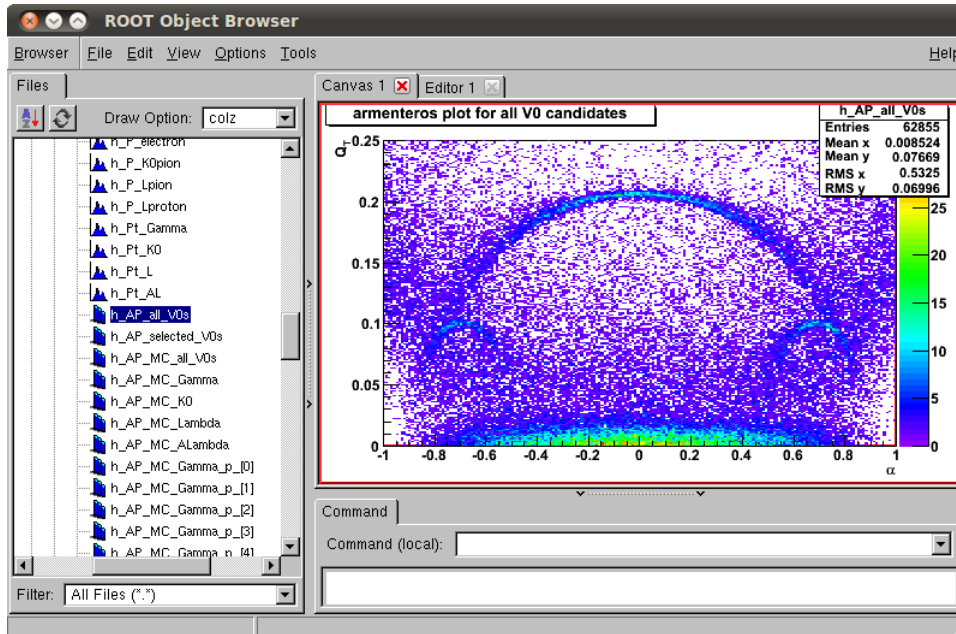 ROOT Object Browser
Browser File Edit View Options Tools Help
Files
Draw Option: colz
h_P_electron
h_P_K0pion
h_P_Lpion
h_P_Lproton
h_Pt_Gamma
h_Pt_K0
h_Pt_L
h_Pt_AL
h_AP_all_V0s
h_AP_selected_V0s
h_AP_MC_all_V0s
h_AP_MC_Gamma
h_AP_MC_K0
h_AP_MC_Lambda
h_AP_MC_ALambda
h_AP_MC_Gamma_p_[0]
h_AP_MC_Gamma_p_[1]
h_AP_MC_Gamma_p_[2]
h_AP_MC_Gamma_p_[3]
h_AP_MC_Gamma_p_[4]
Filter: All Files (*.*)
Canvas 1 Editor 1
armenteros plot for all V0 candidates
h_AP_all_V0s
Entries 62855
Mean x 0.008524
Mean y 0.07669
RMS x 0.5325
RMS y 0.06996
QT
0.25
0.2
0.15
0.1
0.05
0
-1 -0.8 -0.6 -0.4 -0.2 0 0.2 0.4 0.6 0.8 1
α
25
20
15
10
5
0
Command
Command (local):